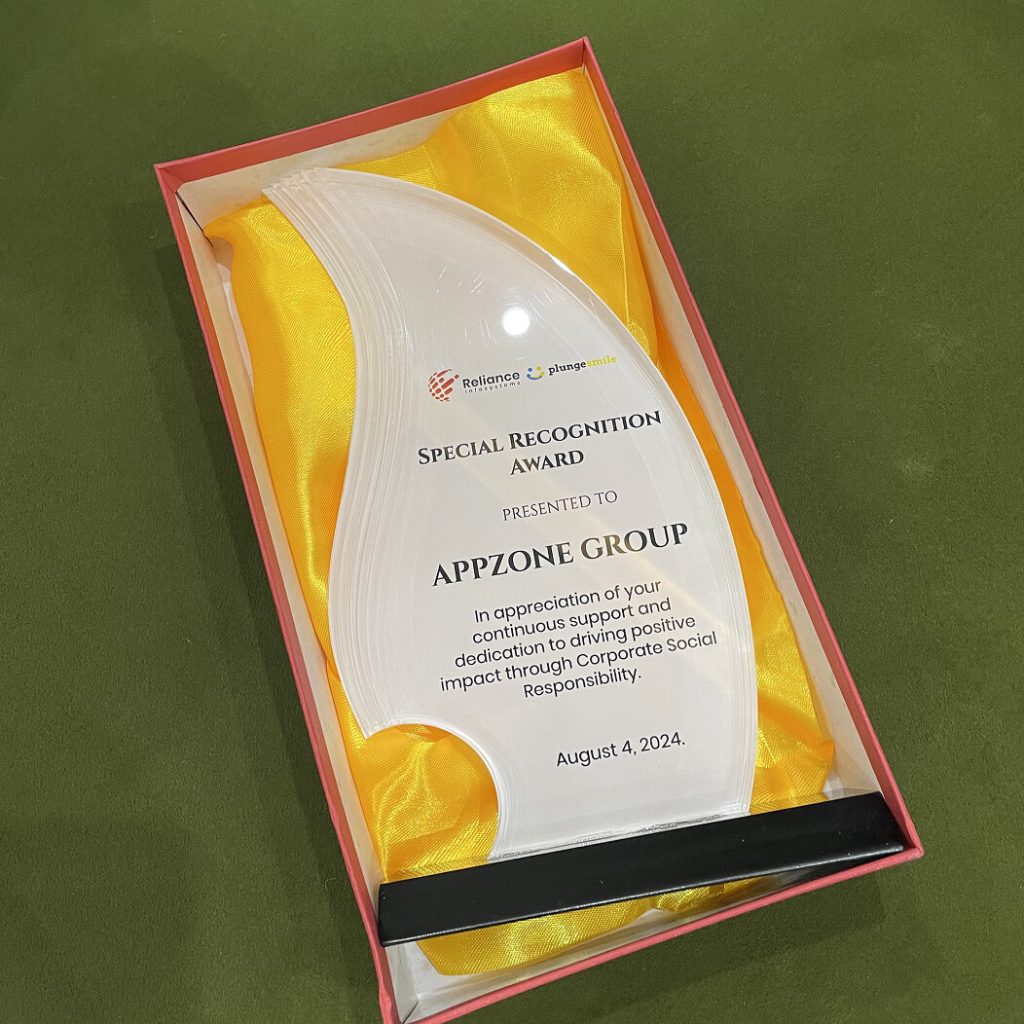 Reliance
infosystems
plungesmile
SPECIAL RECOGNITION
AWARD
PRESENTED TO
APPZONE GROUP
In appreciation of your
continuous support and
dedication to driving positive
impact through Corporate Social
Responsibility.
August 4, 2024.